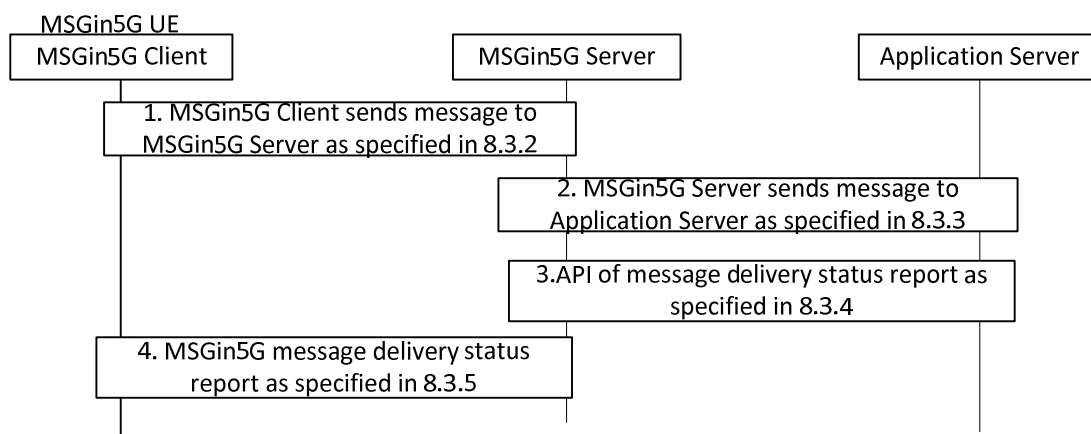 MSGin5G UE
MSGin5G Client
MSGin5G Server
Application Server
1. MSGin5G Client sends message to
MSGin5G Server as specified in 8.3.2
2. MSGin5G Server sends message to
Application Server as specified in 8.3.3
3.API of message delivery status report as
specified in 8.3.4
4. MSGin5G message delivery status
report as specified in 8.3.5